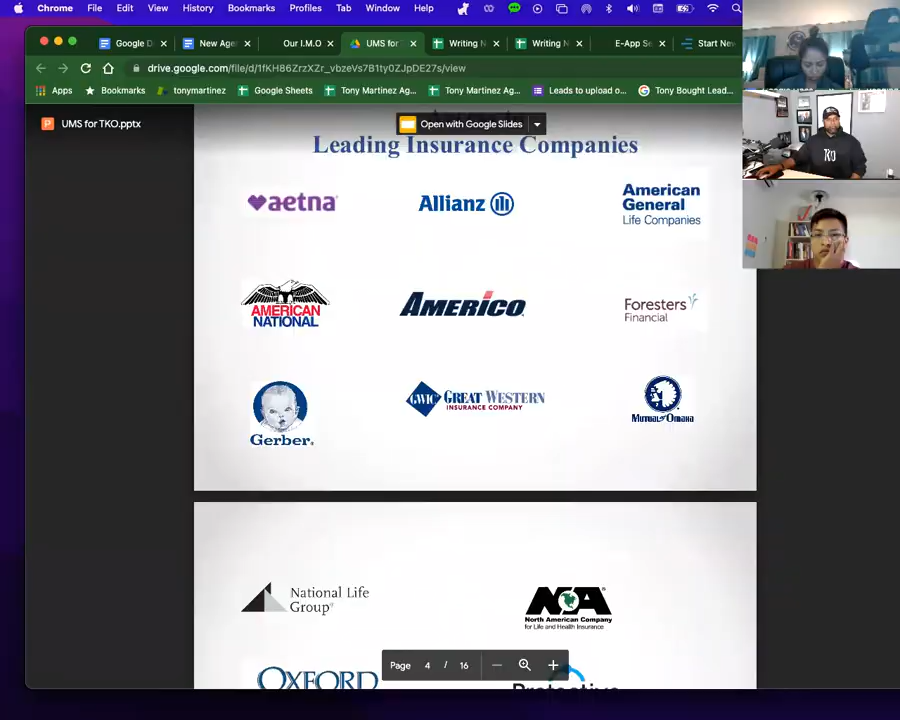 Chrome File Edit View History Bookmarks Profiles Tab Window Help
Google D
New Age
Our I.M.O
UMS for
Writing N
Writing N
E-App Se
Start New
drive.google.com/file/d/1fKH86ZrzXZr_vbzeVs7B1ty0ZJpDE27s/view
Apps Bookmarks tonymartinez Google Sheets Tony Martinez Ag... Tony Martinez Ag... Leads to upload o... Tony Bought Lead...
UMS for TKO.pptx
Open with Google Slides
Leading Insurance Companies
aetna
Allianz
American
General
Life Companies
AMERICAN
NATIONAL
AMERICO
Foresters
Financial
Gerber
GWIC GREAT WESTERN
INSURANCE COMPANY
MUTUAL of OMAHA
National Life
Group
NA
North American Company
for Life and Health Insurance
OXFORD
Protective
Page 4 / 16
TKO